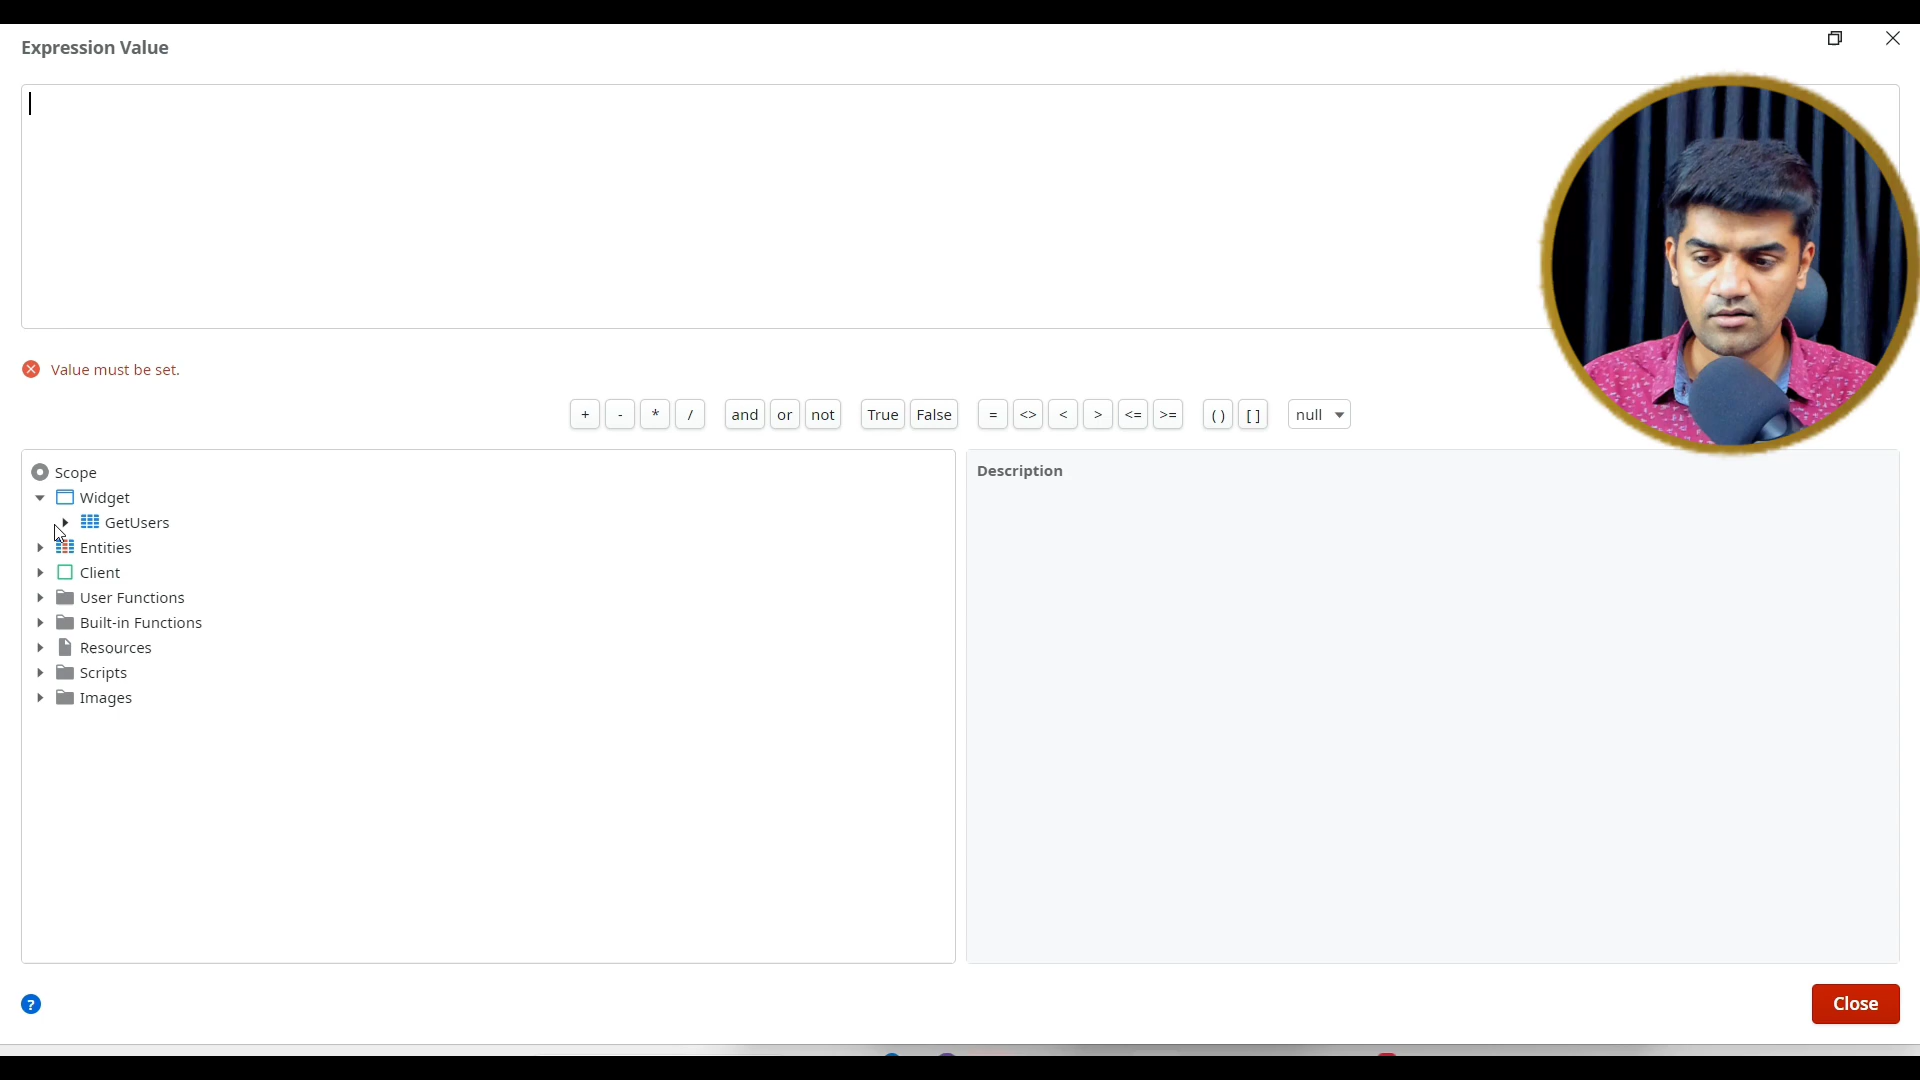 Expression Value
Value must be set.
+ - * / and or not True False = <> < > <= >= ( ) [ ] null
Scope
Description
Widget
GetUsers
Entities
Client
User Functions
Built-in Functions
Resources
Scripts
Images
?
Close